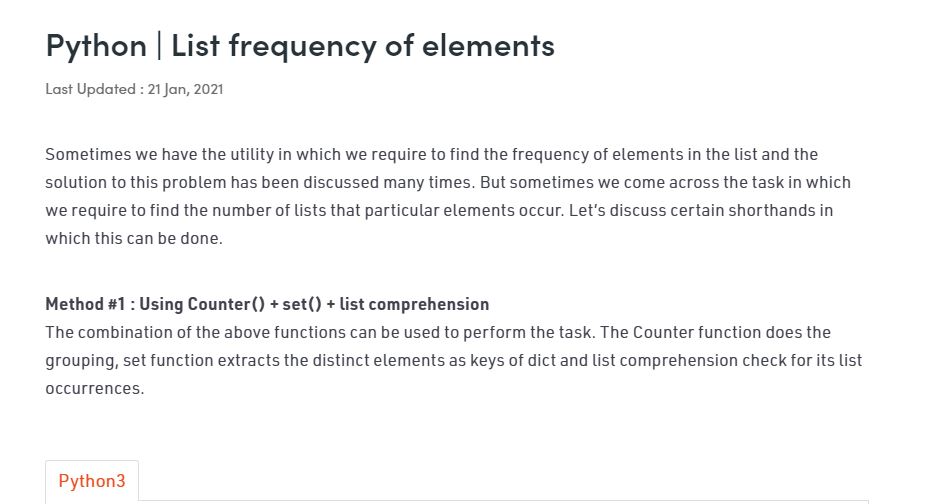 Python | List frequency of elements
Last Updated : 21 Jan, 2021
Sometimes we have the utility in which we require to find the frequency of elements in the list and the
solution to this problem has been discussed many times. But sometimes we come across the task in which
we require to find the number of lists that particular elements occur. Let’s discuss certain shorthands in
which this can be done.
Method #1 : Using Counter() + set() + list comprehension
The combination of the above functions can be used to perform the task. The Counter function does the
grouping, set function extracts the distinct elements as keys of dict and list comprehension check for its list
occurrences.
Python3